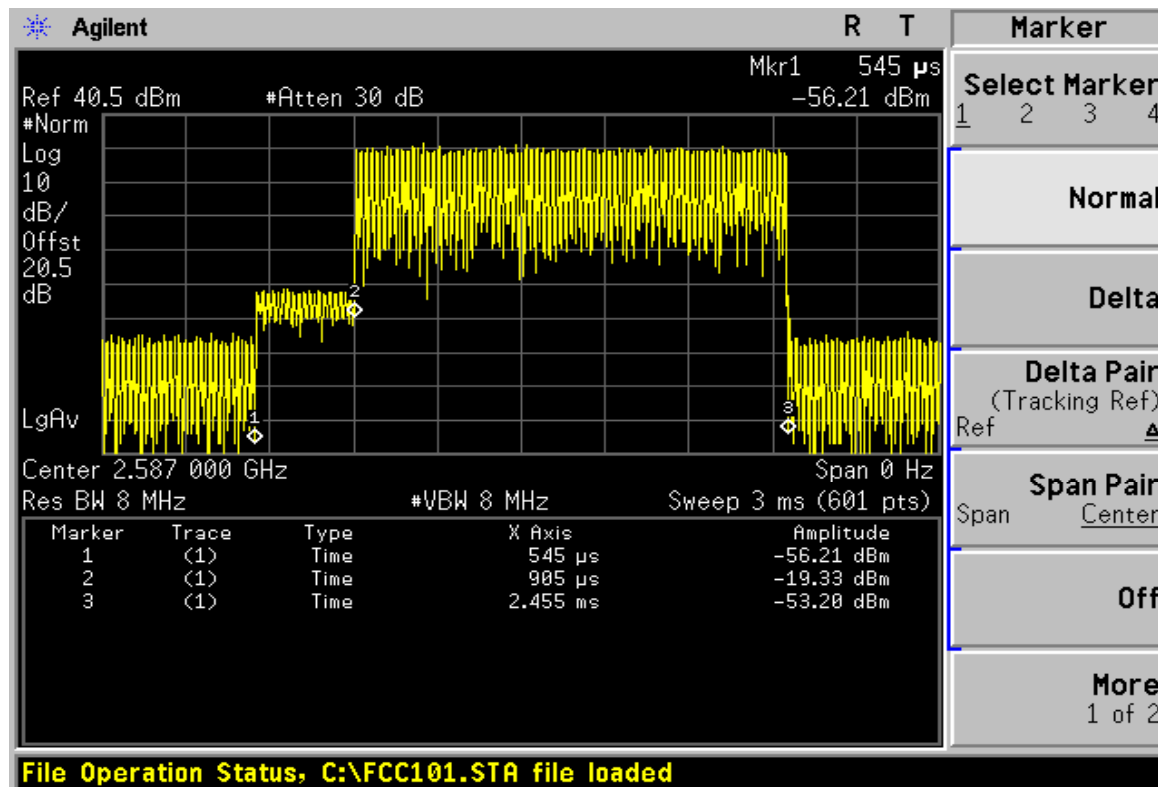 Agilent R T Marker
Mkr1 545 µs
Ref 40.5 dBm #Atten 30 dB -56.21 dBm
#Norm
Log
10
dB/
Offst
20.5
dB
LgAv
2
1
3
Center 2.587 000 GHz Span 0 Hz
Res BW 8 MHz #VBW 8 MHz Sweep 3 ms (601 pts)
Marker Trace Type X Axis Amplitude
1 (1) Time 545 µs -56.21 dBm
2 (1) Time 905 µs -19.33 dBm
3 (1) Time 2.455 ms -53.20 dBm
Select Marker
1 2 3 4
Normal
Delta
Delta Pair
(Tracking Ref)
Ref Δ
Span Pair
Span Center
Off
More
1 of 2
File Operation Status, C:\FCC101.STA file loaded